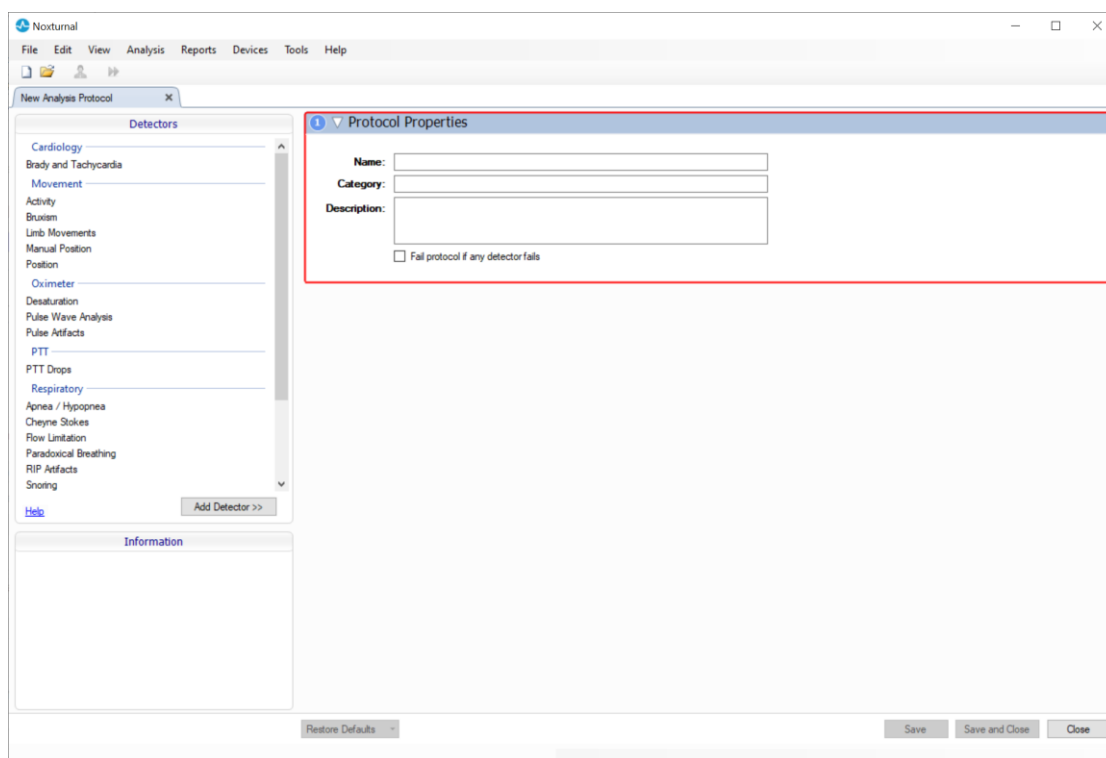 Noxturnal
File Edit View Analysis Reports Devices Tools Help
New Analysis Protocol
Detectors
Cardiology
Brady and Tachycardia
Movement
Activity
Bruxism
Limb Movements
Manual Position
Position
Oximeter
Desaturation
Pulse Wave Analysis
Pulse Artifacts
PTT
PTT Drops
Respiratory
Apnea / Hypopnea
Cheyne Stokes
Flow Limitation
Paradoxical Breathing
RIP Artifacts
Snoring
Help
Add Detector >>
Information
1 Protocol Properties
Name:
Category:
Description:
Fail protocol if any detector fails
Restore Defaults
Save Save and Close Close